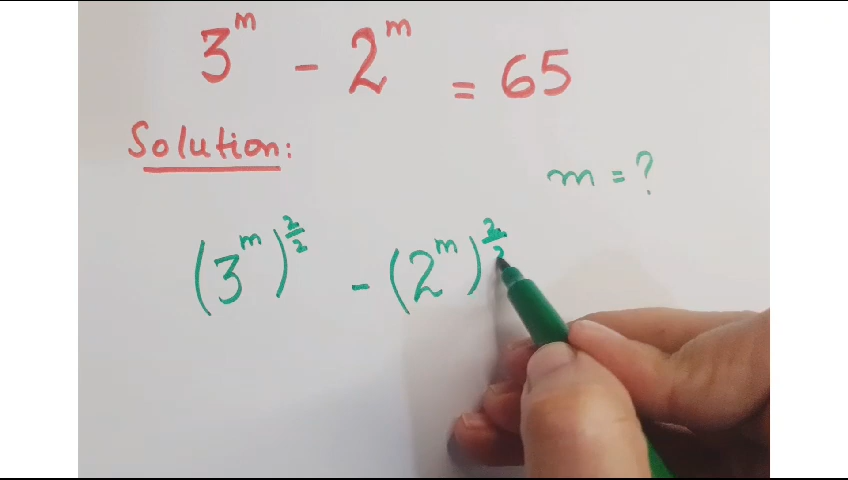 3^m - 2^m = 65
Solution:
m = ?
(3^m)^2/2 - (2^m)^2/2